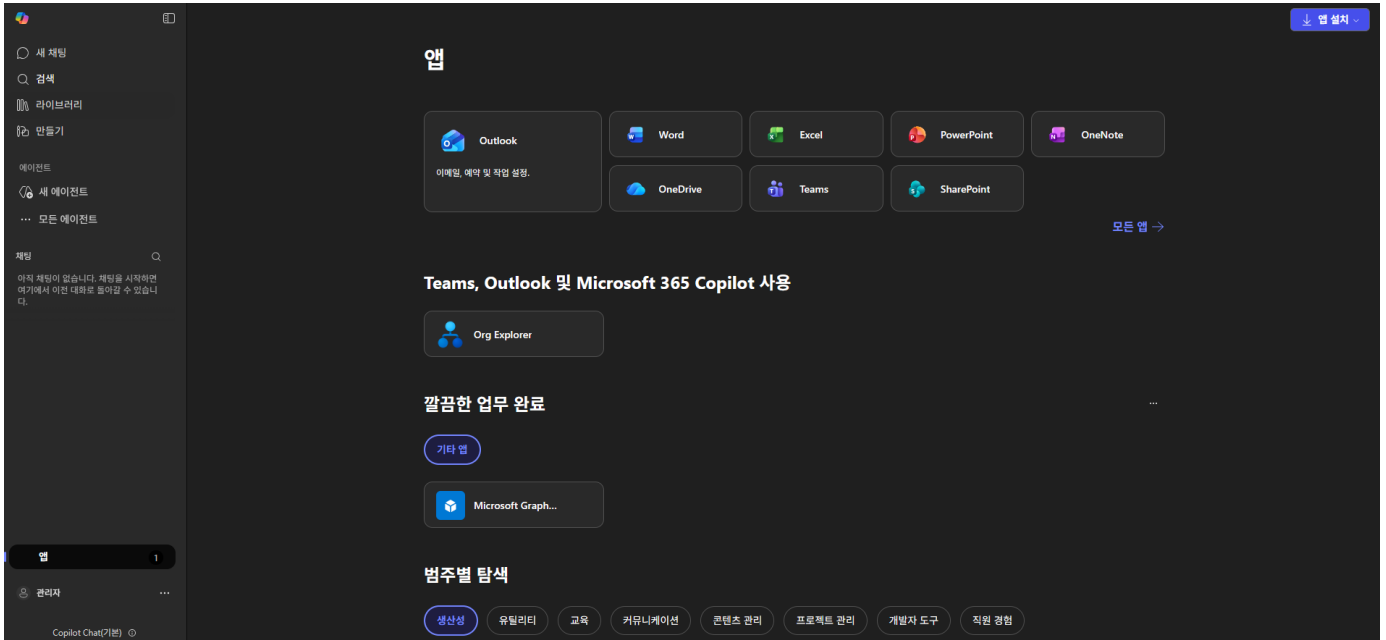 앱 설치
새 채팅
검색
라이브러리
만들기
에이전트
새 에이전트
모든 에이전트
채팅
아직 채팅이 없습니다. 채팅을 시작하면
여기에서 이전 대화로 돌아갈 수 있습니
다.
앱
1
관리자
Copilot Chat(기본)
앱
Outlook
이메일, 예약 및 작업 설정.
Word
Excel
PowerPoint
OneNote
OneDrive
Teams
SharePoint
모든 앱
Teams, Outlook 및 Microsoft 365 Copilot 사용
Org Explorer
깔끔한 업무 완료
기타 앱
Microsoft Graph...
범주별 탐색
생산성
유틸리티
교육
커뮤니케이션
콘텐츠 관리
프로젝트 관리
개발자 도구
직원 경험